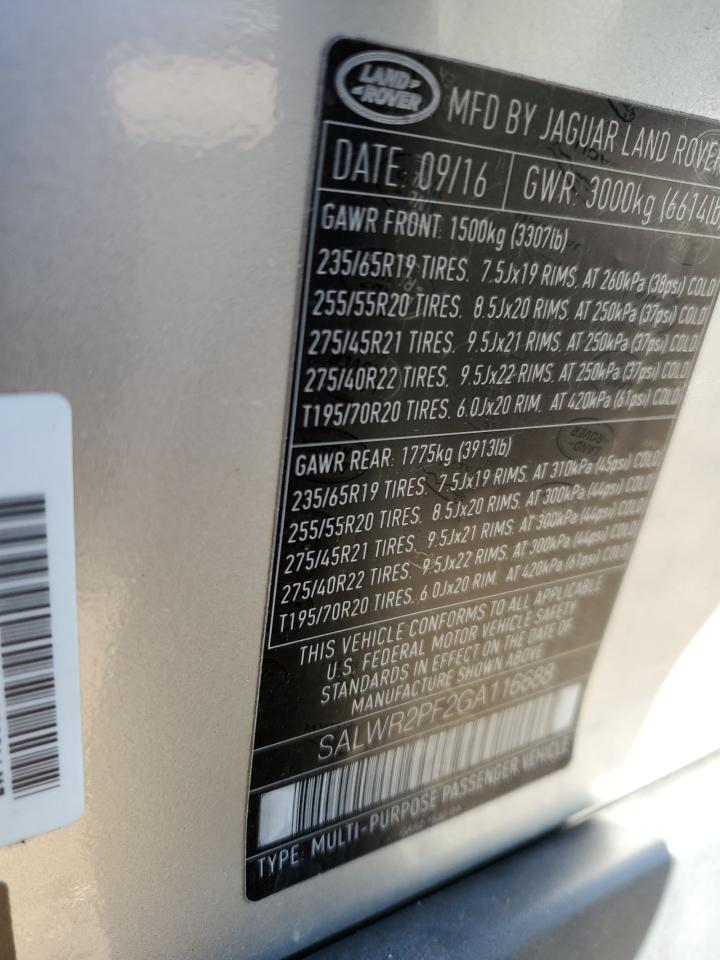 LAND ROVER
MFD BY JAGUAR LAND ROVER
DATE: 09/16 GWR: 3000kg (6614lb)
GAWR FRONT: 1500kg (3307lb)
235/65R19 TIRES. 7.5Jx19 RIMS. AT 260kPa (38psi) COLD
255/55R20 TIRES. 8.5Jx20 RIMS. AT 250kPa (37psi) COLD
275/45R21 TIRES. 9.5Jx21 RIMS. AT 250kPa (37psi) COLD
275/40R22 TIRES. 9.5Jx22 RIMS. AT 250kPa (37psi) COLD
T195/70R20 TIRES. 6.0Jx20 RIM. AT 420kPa (61psi) COLD
GAWR REAR: 1775kg (3913lb)
235/65R19 TIRES. 7.5Jx19 RIMS. AT 310kPa (45psi) COLD
255/55R20 TIRES. 8.5Jx20 RIMS. AT 300kPa (44psi) COLD
275/45R21 TIRES. 9.5Jx21 RIMS. AT 300kPa (44psi) COLD
275/40R22 TIRES. 9.5Jx22 RIMS. AT 300kPa (44psi) COLD
T195/70R20 TIRES. 6.0Jx20 RIM. AT 420kPa (61psi) COLD
THIS VEHICLE CONFORMS TO ALL APPLICABLE
U.S. FEDERAL MOTOR VEHICLE SAFETY
STANDARDS IN EFFECT ON THE DATE OF
MANUFACTURE SHOWN ABOVE
SALWR2PF2GA116688
TYPE: MULTI-PURPOSE PASSENGER VEHICLE